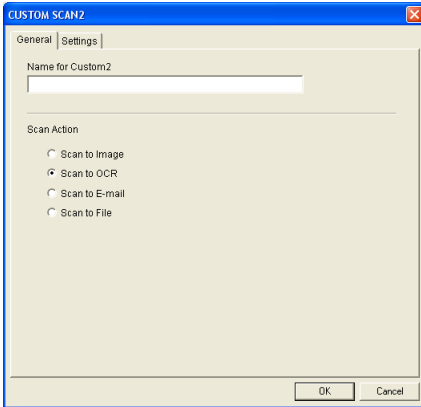 CUSTOM SCAN2
General Settings
Name for Custom2
Scan Action
Scan to Image
Scan to OCR
Scan to E-mail
Scan to File
OK Cancel